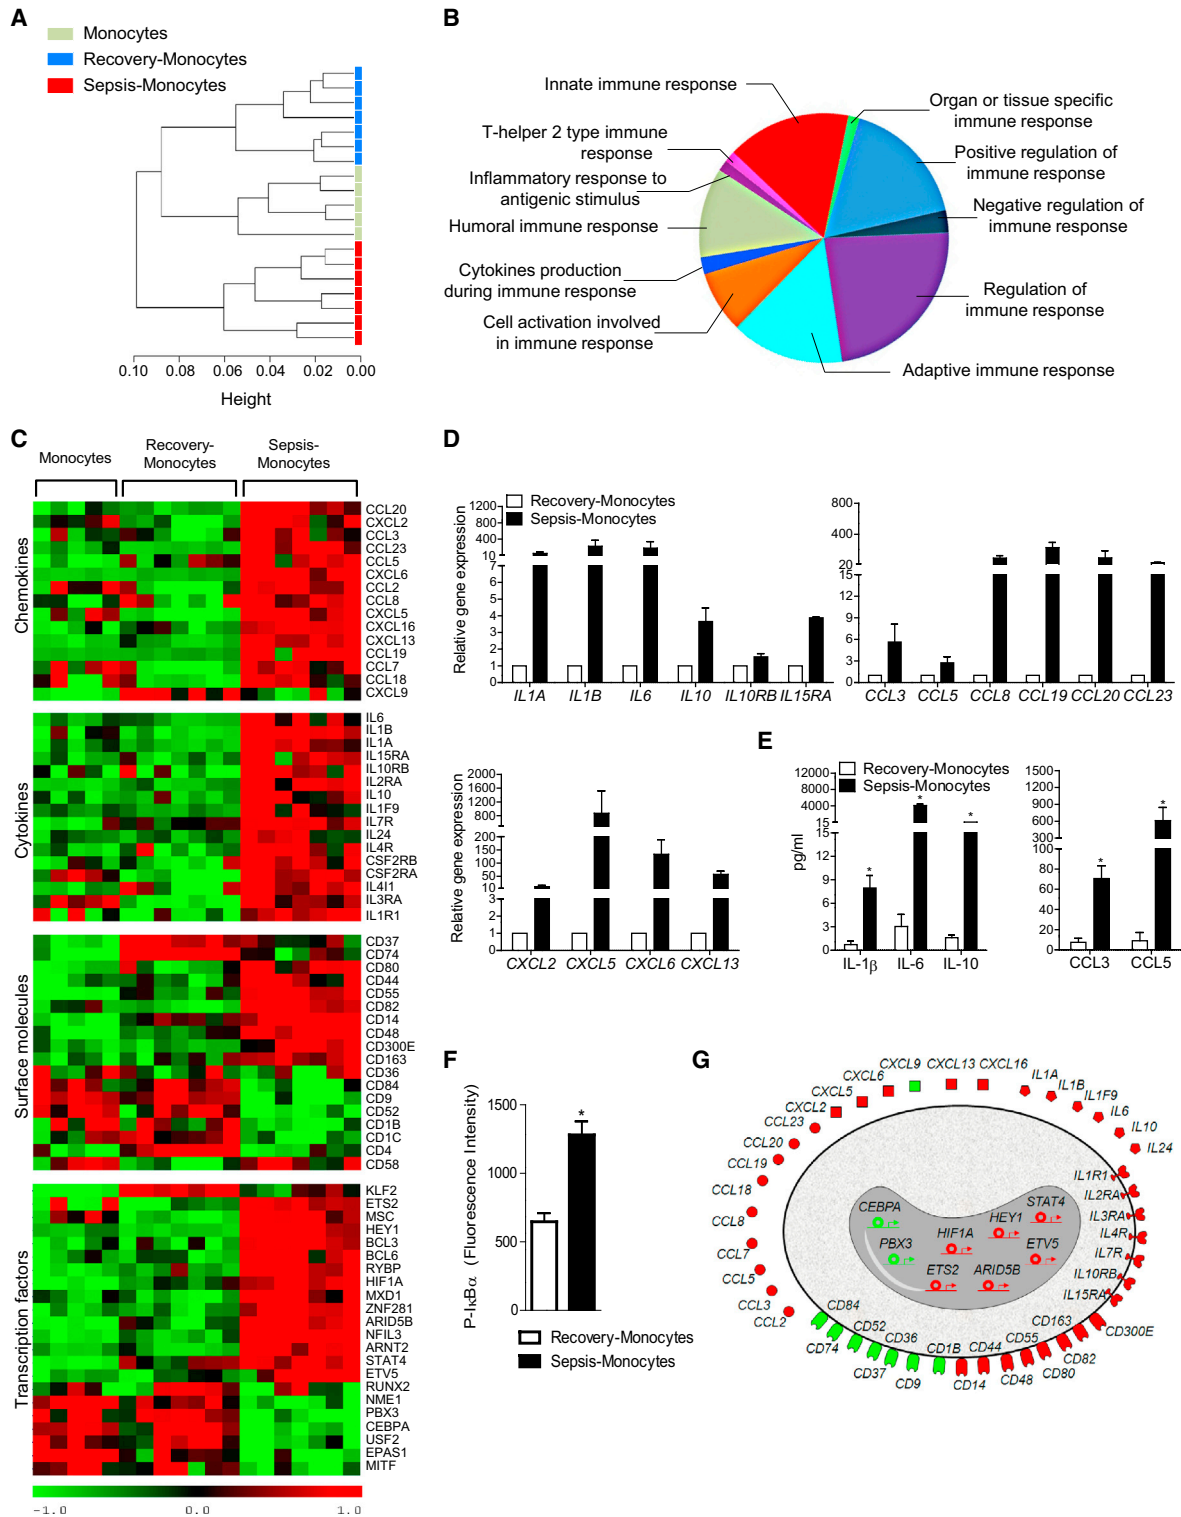 A
Monocytes
Recovery-Monocytes
Sepsis-Monocytes
0.10 0.08 0.06 0.04 0.02 0.00
Height
B
Innate immune response
T-helper 2 type immune
response
Inflammatory response to
antigenic stimulus
Humoral immune response
Cytokines production
during immune response
Cell activation involved
in immune response
Organ or tissue specific
immune response
Positive regulation of
immune response
Negative regulation of
immune response
Regulation of
immune response
Adaptive immune response
C
Monocytes
Recovery-
Monocytes
Sepsis-
Monocytes
Chemokines
CCL20
CXCL2
CCL3
CCL23
CCL5
CXCL6
CCL2
CCL8
CXCL5
CXCL16
CXCL13
CCL19
CCL7
CCL18
CXCL9
Cytokines
IL6
IL1B
IL1A
IL15RA
IL10RB
IL2RA
IL10
IL1F9
IL7R
IL24
IL4R
CSF2RB
CSF2RA
IL4I1
IL3RA
IL1R1
Surface molecules
CD37
CD74
CD80
CD44
CD55
CD82
CD14
CD48
CD300E
CD163
CD36
CD84
CD9
CD52
CD1B
CD1C
CD4
CD58
Transcription factors
KLF2
ETS2
MSC
HEY1
BCL3
BCL6
RYBP
HIF1A
MXD1
ZNF281
ARID5B
NFIL3
ARNT2
STAT4
ETV5
RUNX2
NME1
PBX3
CEBPA
USF2
EPAS1
MITF
-1.0 0.0 1.0
D
Relative gene expression
Recovery-Monocytes
Sepsis-Monocytes
1200
800
400
10
7
6
5
4
3
2
1
0
IL1A IL1B IL6 IL10 IL10RB IL15RA
800
400
20
15
12
9
6
3
0
CCL3 CCL5 CCL8 CCL19 CCL20 CCL23
Relative gene expression
2000
1400
800
200
150
100
50
10
3
2
1
0
CXCL2 CXCL5 CXCL6 CXCL13
E
pg/ml
Recovery-Monocytes
Sepsis-Monocytes
12000
4000
15
12
9
6
3
0
* * *
IL-1β IL-6 IL-10
1500
1200
900
600
300
100
80
60
40
20
0
* *
CCL3 CCL5
F
P-IκBα (Fluorescence Intensity)
1500
1000
500
0
*
Recovery-Monocytes
Sepsis-Monocytes
G
CXCL9 CXCL13 CXCL16
CXCL6
CXCL5
CXCL2
CCL23
CCL20
CCL19
CCL18
CCL8
CCL7
CCL5
CCL3
CCL2
IL1A
IL1B
IL1F9
IL6
IL10
IL24
IL1R1
IL2RA
IL3RA
IL4R
IL7R
IL10RB
IL15RA
CEBPA
PBX3
HIF1A
HEY1
STAT4
ETV5
ETS2
ARID5B
CD84
CD74
CD52
CD37
CD36
CD9
CD1B
CD14
CD44
CD48
CD55
CD80
CD163
CD82
CD300E